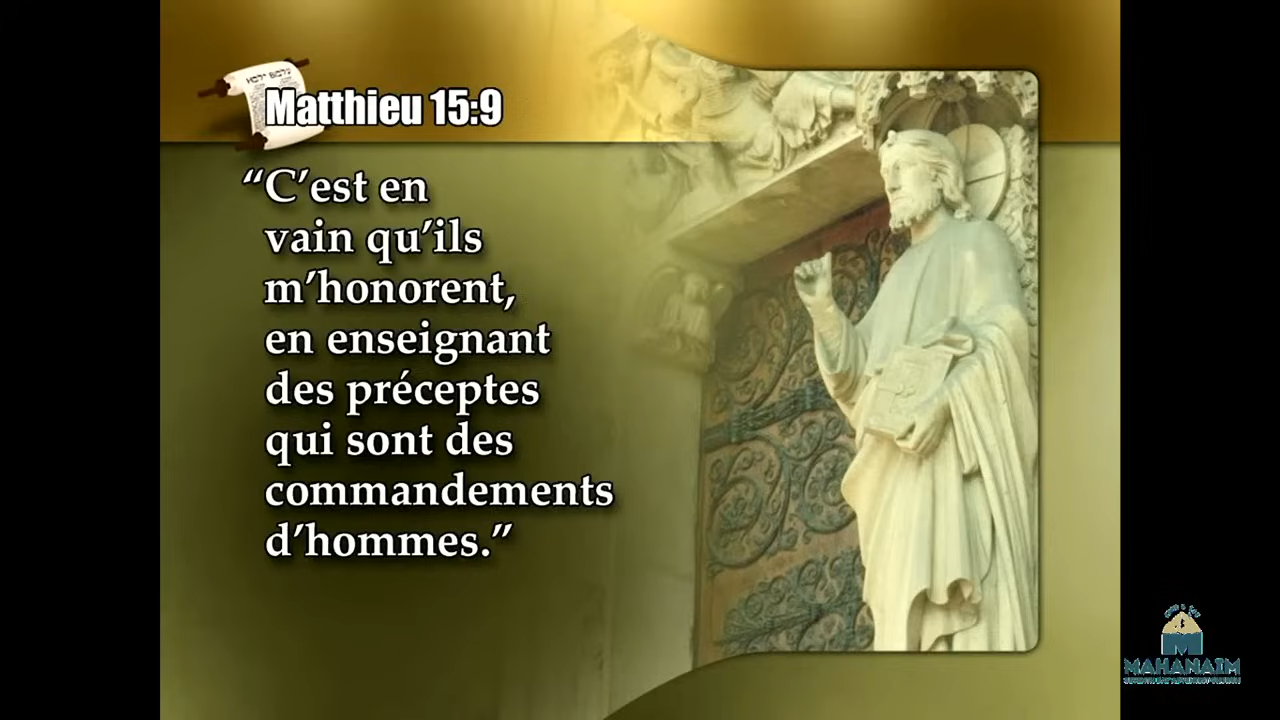 Matthieu 15:9
“C’est en
vain qu’ils
m’honorent,
en enseignant
des préceptes
qui sont des
commandements
d’hommes.”
MAHANAIM